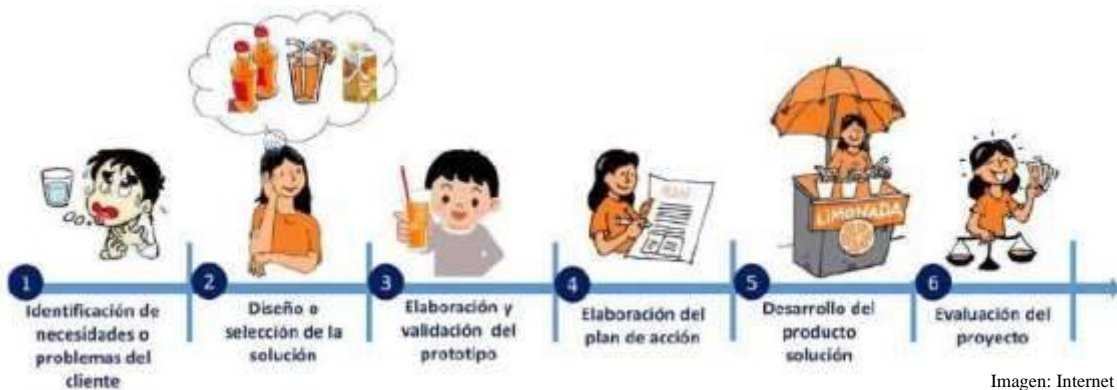 LIMONADA
1
Identificación de
necesidades o
problemas del
cliente
2
Diseño o
selección de la
solución
3
Elaboración y
validación del
prototipo
4
Elaboración del
plan de acción
5
Desarrollo del
producto
solución
6
Evaluación del
proyecto
Imagen: Internet